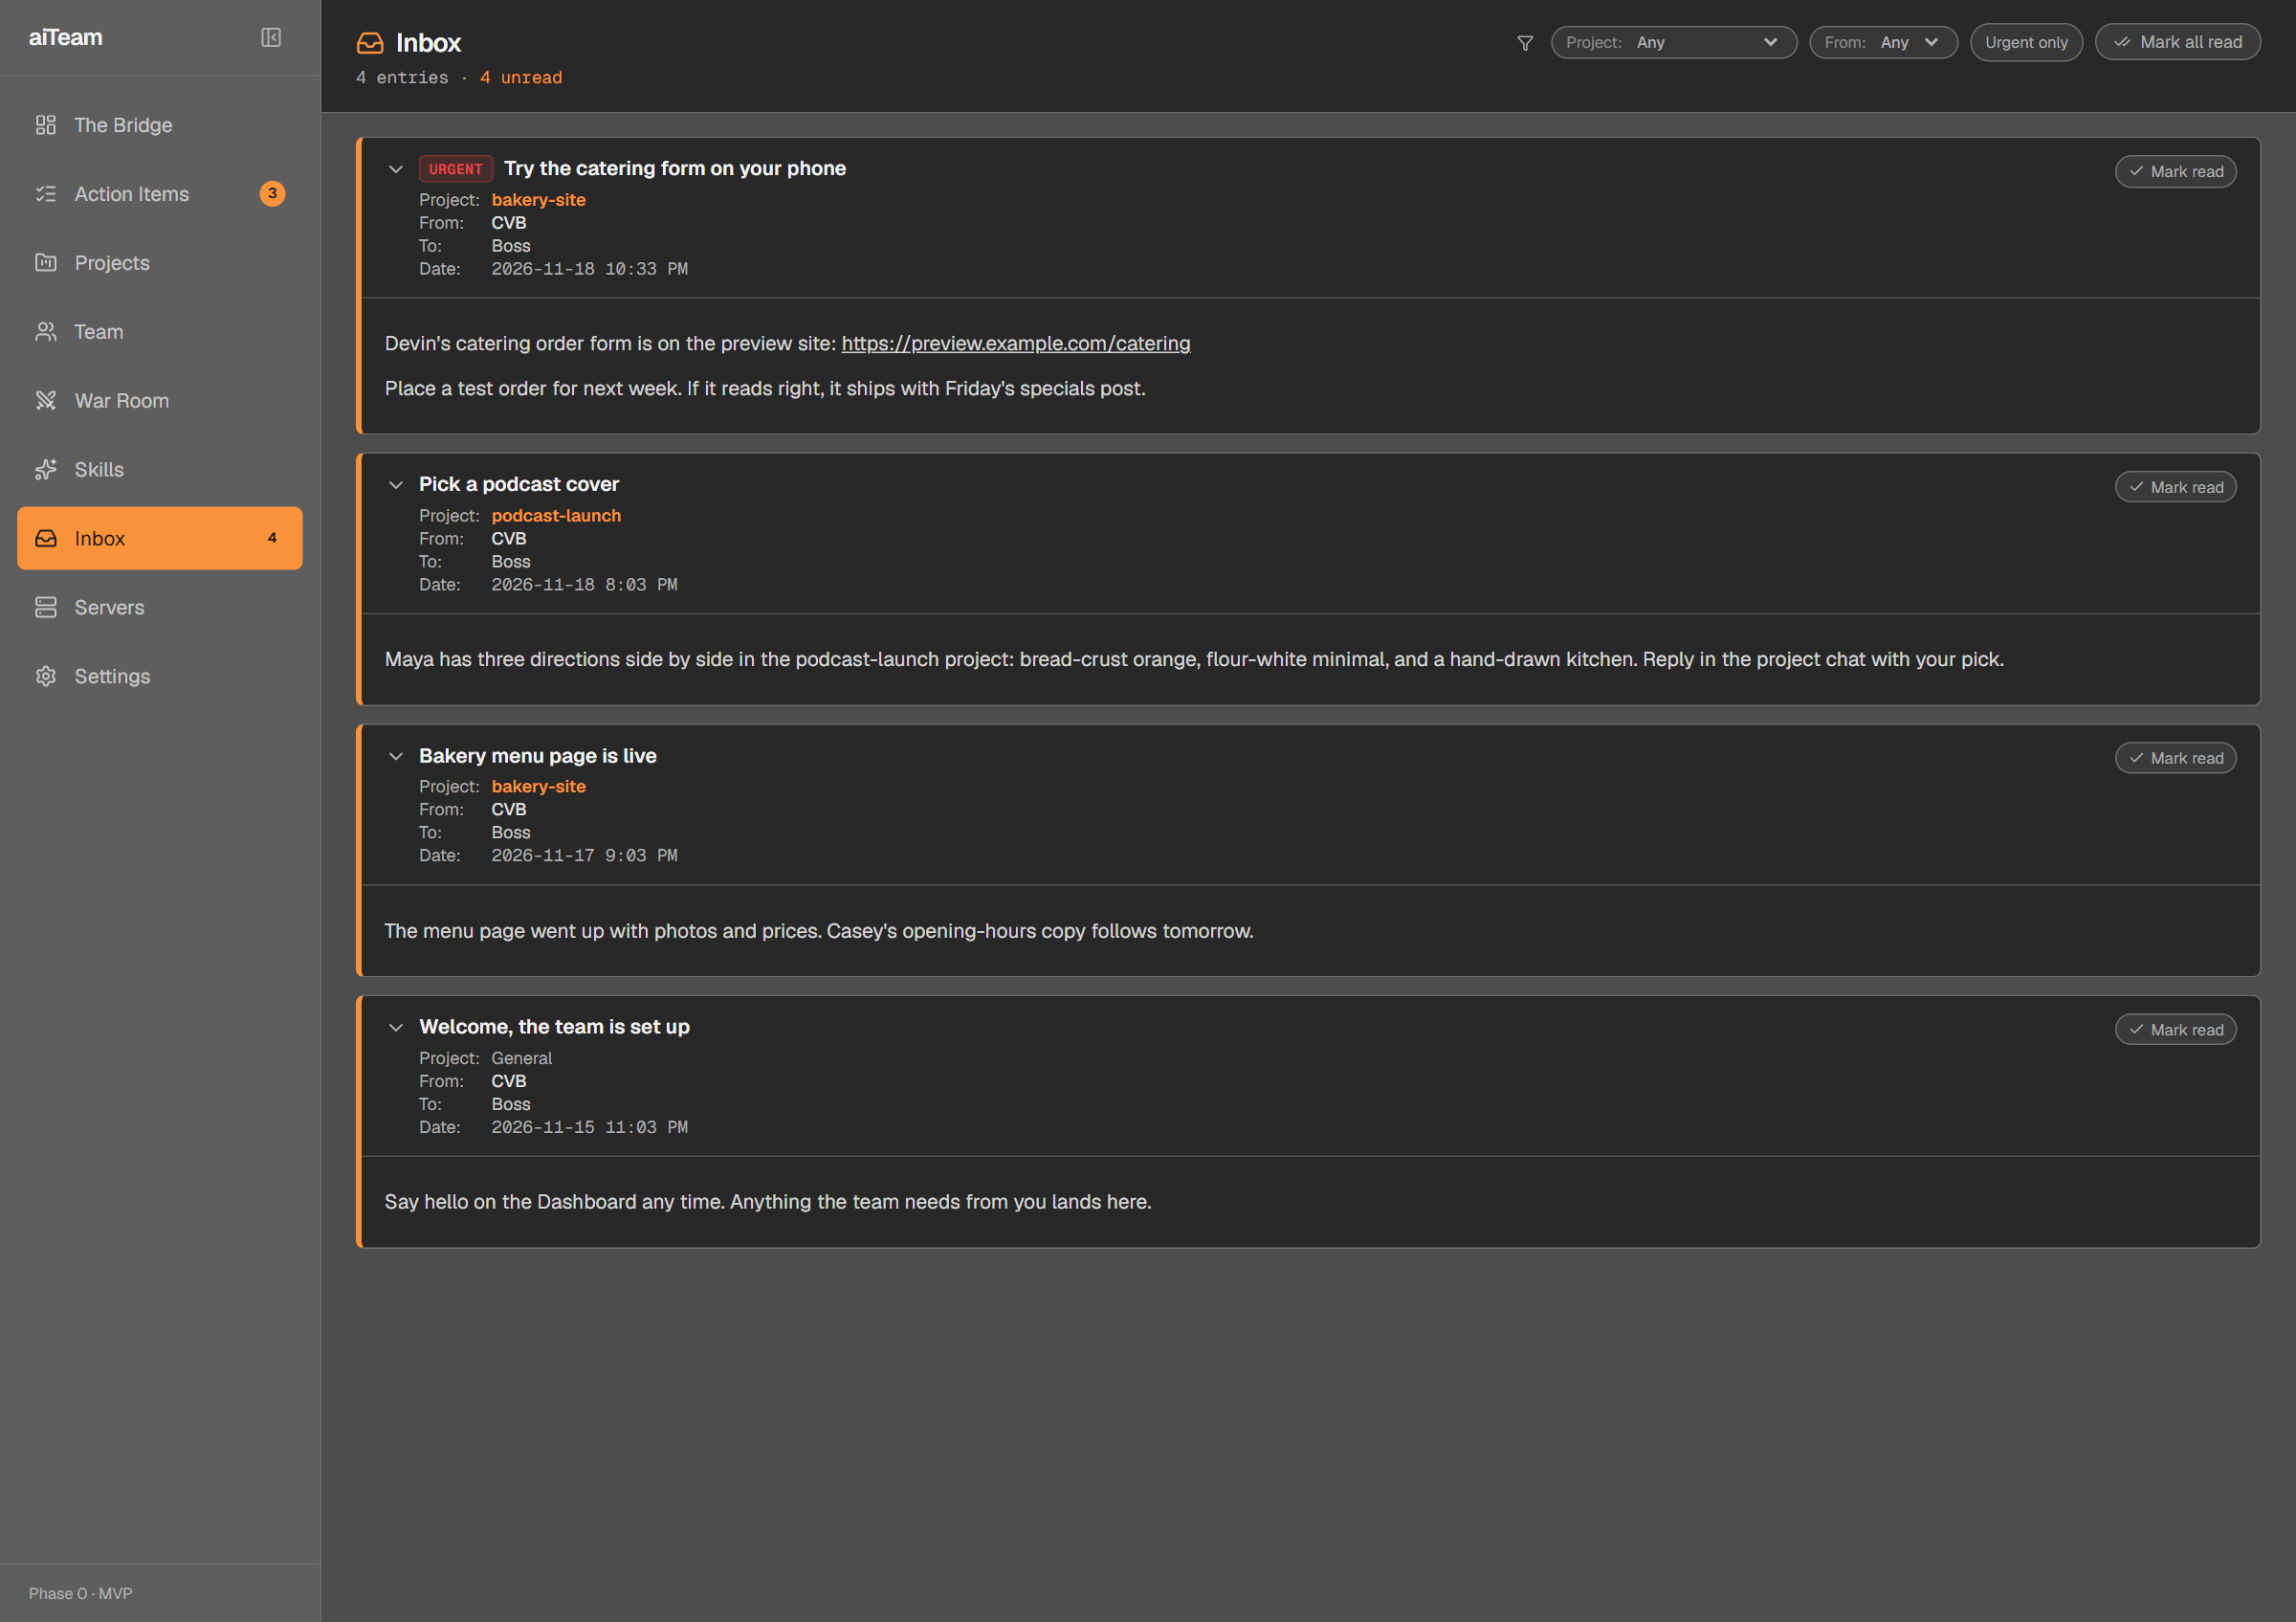 aiTeam
The Bridge
Action Items 3
Projects
Team
War Room
Skills
Inbox 4
Servers
Settings
Phase 0 · MVP
Inbox
4 entries · 4 unread
Project: Any
From: Any
Urgent only
Mark all read
URGENT Try the catering form on your phone
Mark read
Project: bakery-site
From: CVB
To: Boss
Date: 2026-11-18 10:33 PM
Devin's catering order form is on the preview site: https://preview.example.com/catering
Place a test order for next week. If it reads right, it ships with Friday's specials post.
Pick a podcast cover
Mark read
Project: podcast-launch
From: CVB
To: Boss
Date: 2026-11-18 8:03 PM
Maya has three directions side by side in the podcast-launch project: bread-crust orange, flour-white minimal, and a hand-drawn kitchen. Reply in the project chat with your pick.
Bakery menu page is live
Mark read
Project: bakery-site
From: CVB
To: Boss
Date: 2026-11-17 9:03 PM
The menu page went up with photos and prices. Casey's opening-hours copy follows tomorrow.
Welcome, the team is set up
Mark read
Project: General
From: CVB
To: Boss
Date: 2026-11-15 11:03 PM
Say hello on the Dashboard any time. Anything the team needs from you lands here.